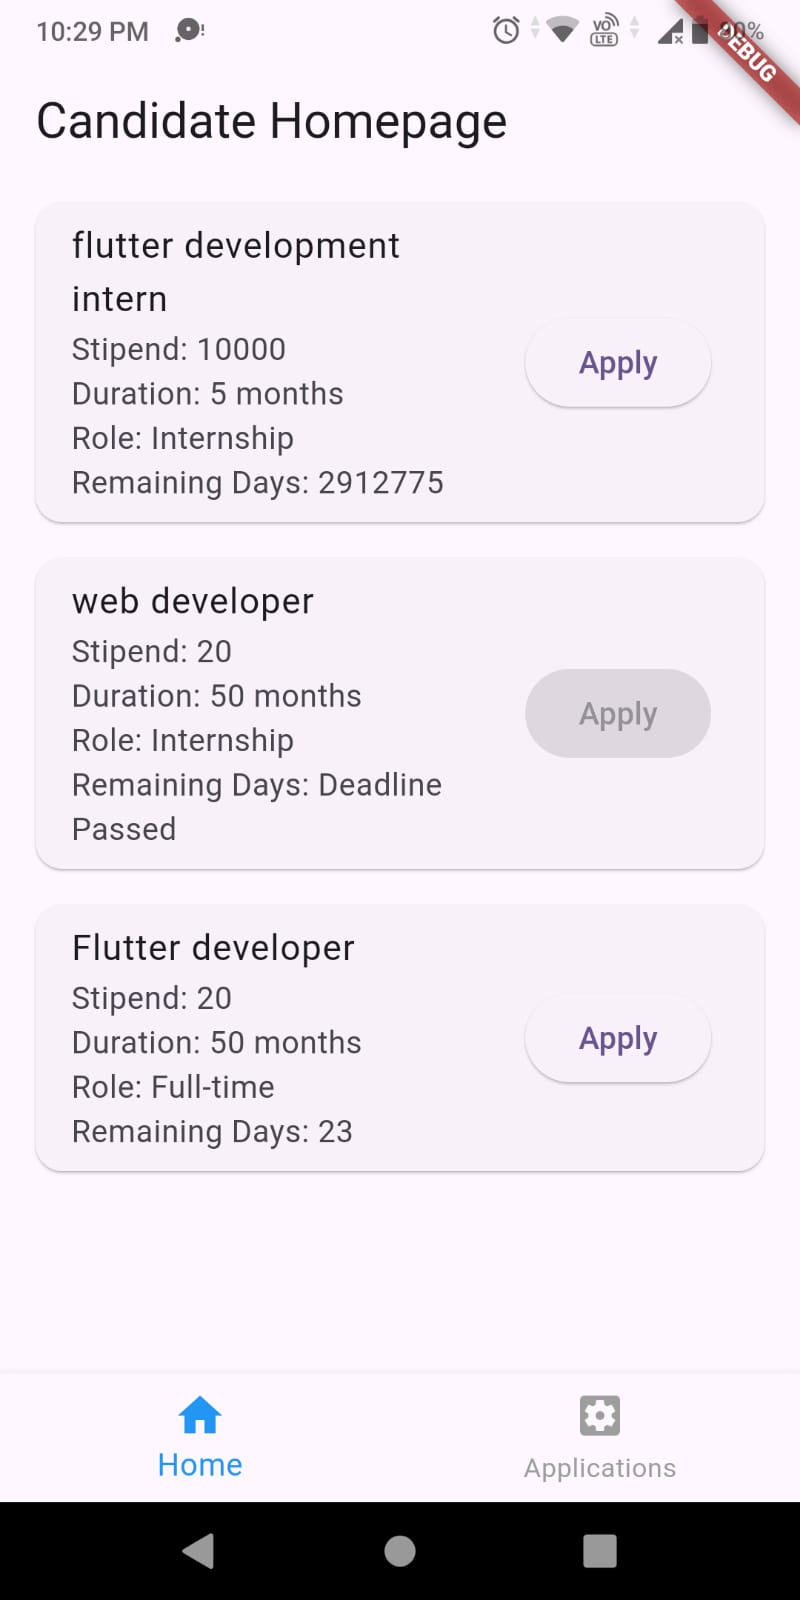 10:29 PM
VO LTE
80%
DEBUG
Candidate Homepage
flutter development
intern
Stipend: 10000
Duration: 5 months
Role: Internship
Remaining Days: 2912775
Apply
web developer
Stipend: 20
Duration: 50 months
Role: Internship
Remaining Days: Deadline
Passed
Apply
Flutter developer
Stipend: 20
Duration: 50 months
Role: Full-time
Remaining Days: 23
Apply
Home
Applications